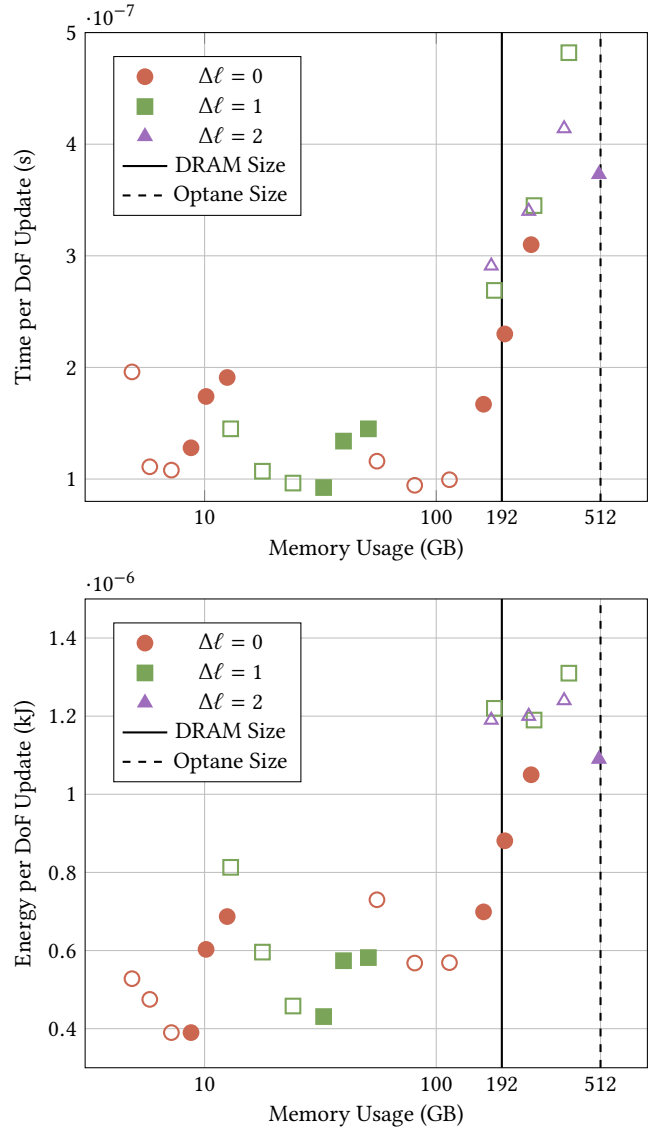 ·10⁻⁷
5
4
3
2
1
Time per DoF Update (s)
Δℓ = 0
Δℓ = 1
Δℓ = 2
DRAM Size
Optane Size
10
100
192
512
Memory Usage (GB)
·10⁻⁶
1.4
1.2
1
0.8
0.6
0.4
Energy per DoF Update (kJ)
Δℓ = 0
Δℓ = 1
Δℓ = 2
DRAM Size
Optane Size
10
100
192
512
Memory Usage (GB)